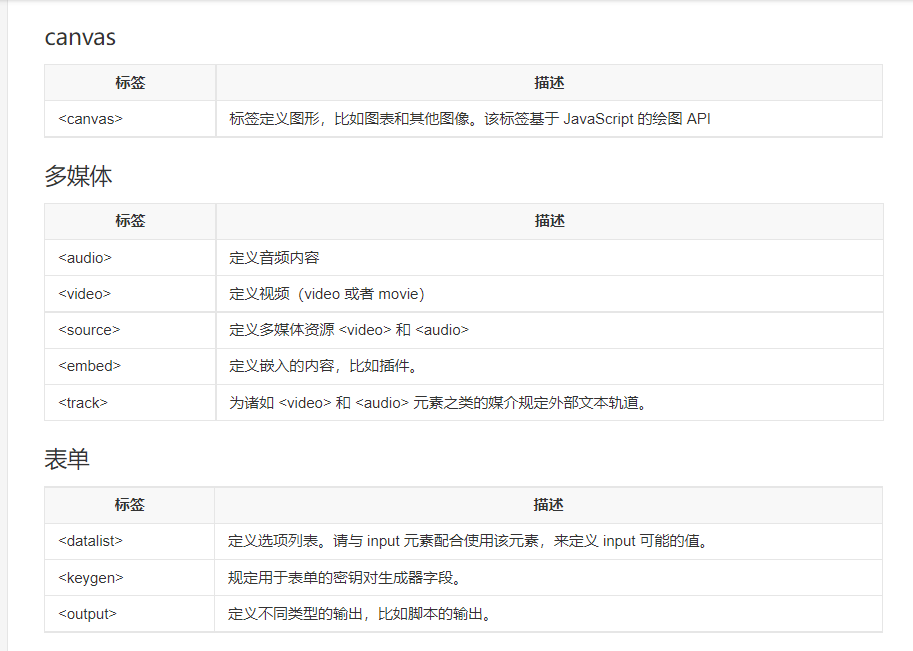 canvas
标签 描述
<canvas> 标签定义图形，比如图表和其他图像。该标签基于 JavaScript 的绘图 API
多媒体
标签 描述
<audio> 定义音频内容
<video> 定义视频（video 或者 movie）
<source> 定义多媒体资源 <video> 和 <audio>
<embed> 定义嵌入的内容，比如插件。
<track> 为诸如 <video> 和 <audio> 元素之类的媒介规定外部文本轨道。
表单
标签 描述
<datalist> 定义选项列表。请与 input 元素配合使用该元素，来定义 input 可能的值。
<keygen> 规定用于表单的密钥对生成器字段。
<output> 定义不同类型的输出，比如脚本的输出。